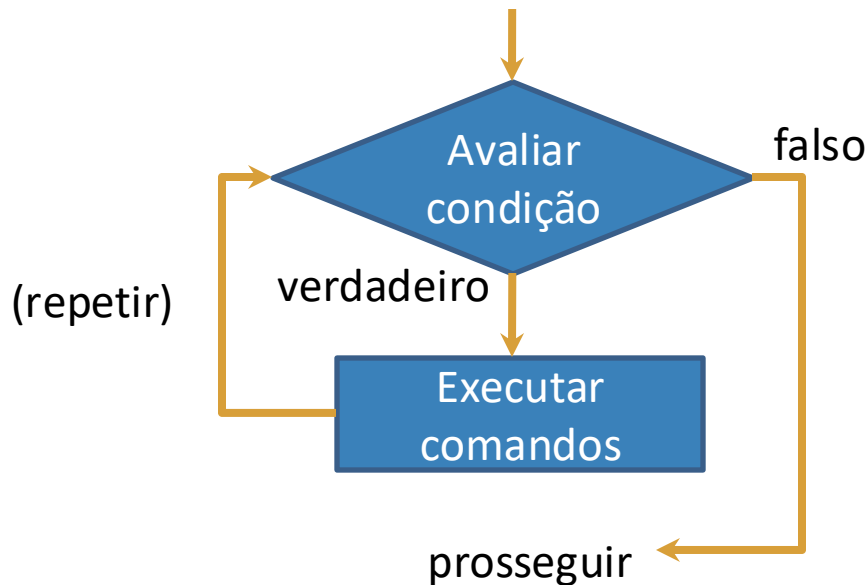 Avaliar
condição
falso
verdadeiro
(repetir)
Executar
comandos
prosseguir